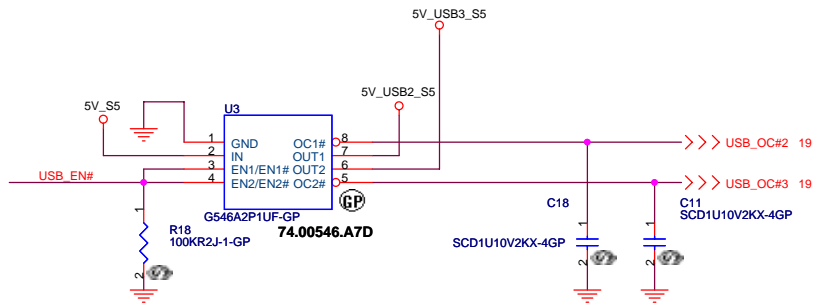 5V_USB3_S5
5V_USB2_S5
5V_S5
U3
1 GND OC1# 8
2 IN OUT1 7
3 EN1/EN1# OUT2 6
4 EN2/EN2# OC2# 5
USB_EN#
USB_OC#2 19
USB_OC#3 19
GP
G546A2P1UF-GP
74.00546.A7D
1
R18
100KR2J-1-GP
2
C18
SCD1U10V2KX-4GP
1
2
C11
SCD1U10V2KX-4GP
1
2